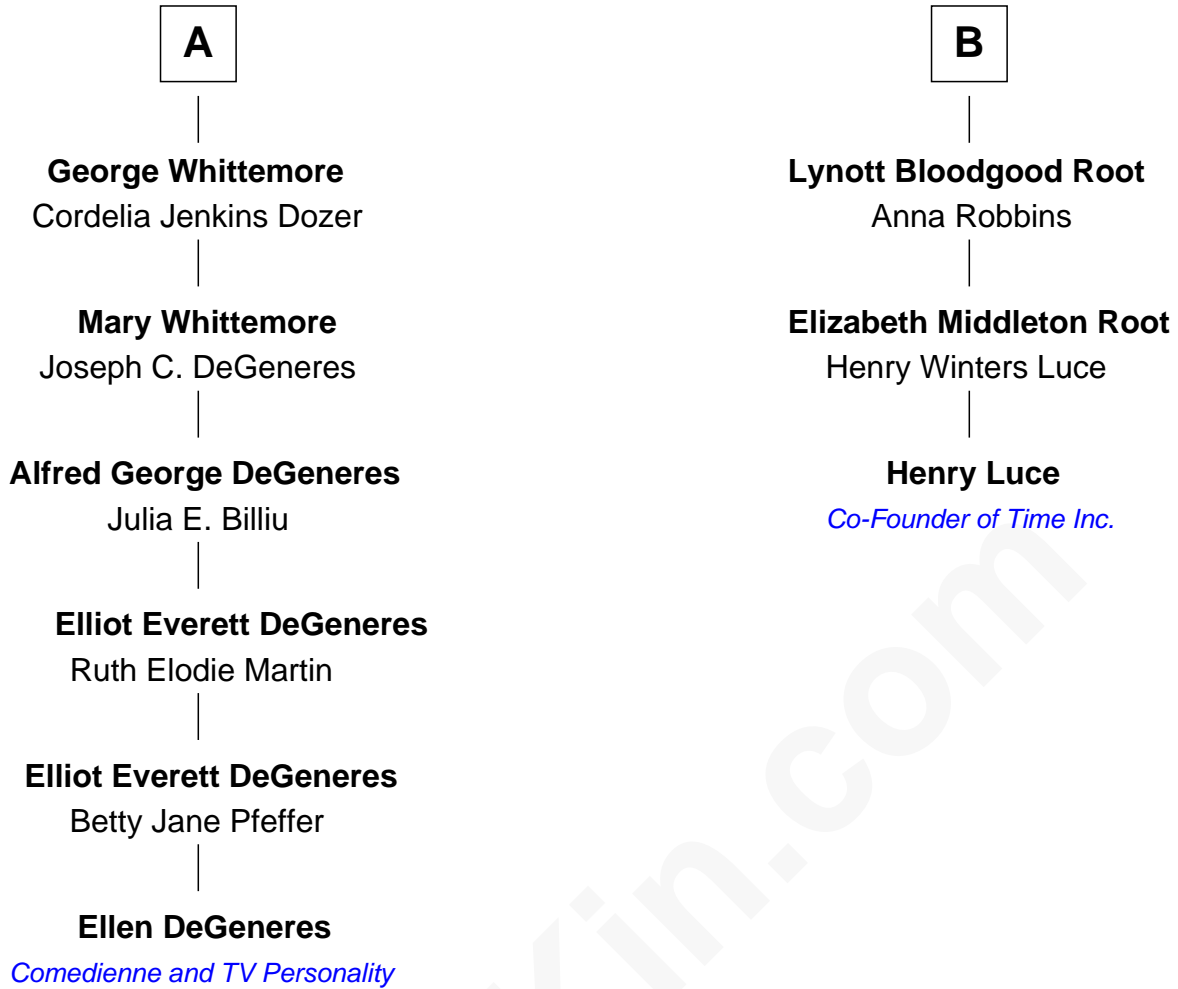 A
George Whittemore
Cordelia Jenkins Dozer
Mary Whittemore
Joseph C. DeGeneres
Alfred George DeGeneres
Julia E. Billiu
Elliot Everett DeGeneres
Ruth Elodie Martin
Elliot Everett DeGeneres
Betty Jane Pfeffer
Ellen DeGeneres
Comedienne and TV Personality
B
Lynott Bloodgood Root
Anna Robbins
Elizabeth Middleton Root
Henry Winters Luce
Henry Luce
Co-Founder of Time Inc.
Kin.com